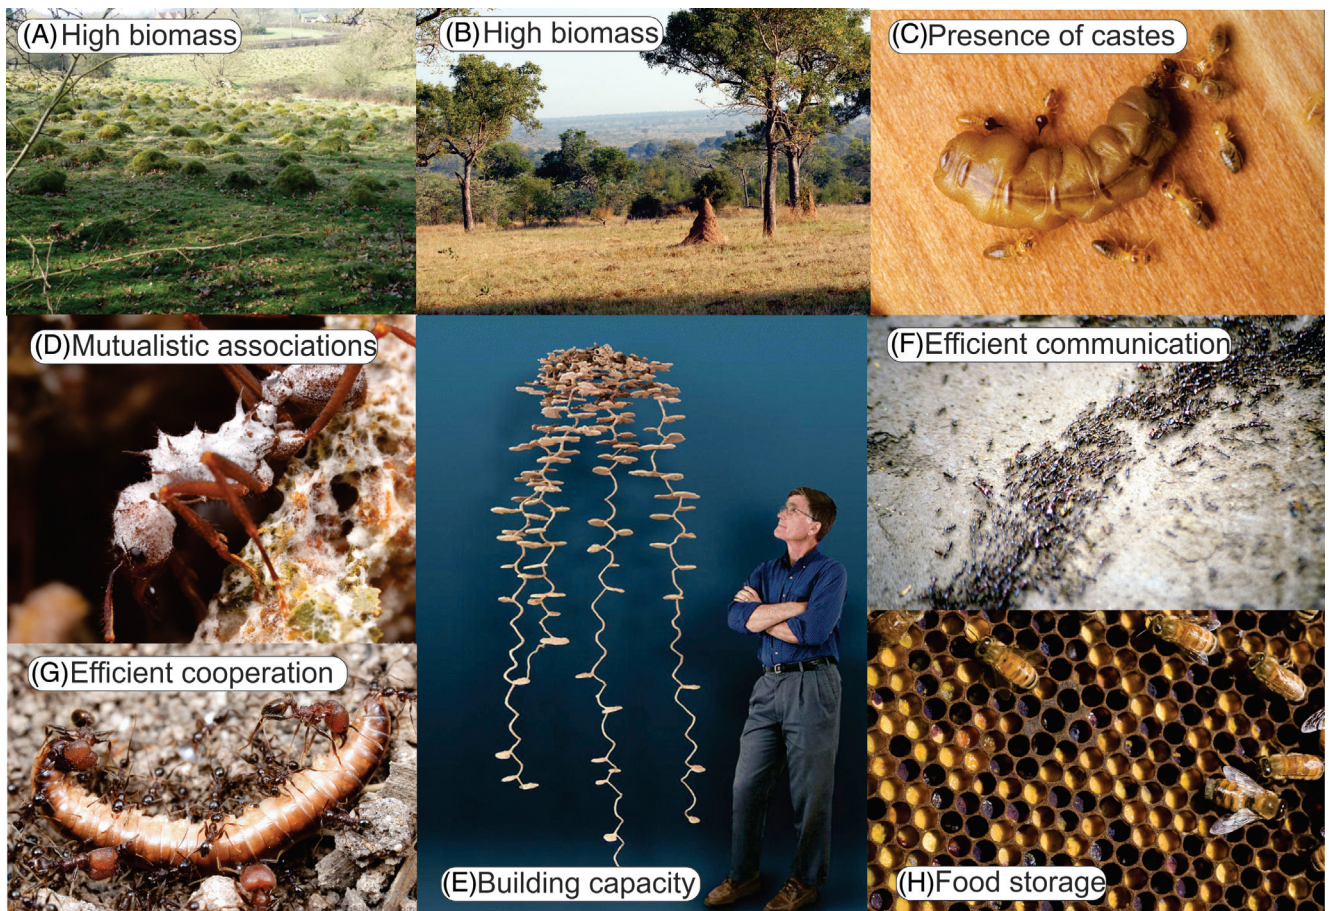 (A) High biomass
(B) High biomass
(C) Presence of castes
(D) Mutualistic associations
(F) Efficient communication
(G) Efficient cooperation
(E) Building capacity
(H) Food storage